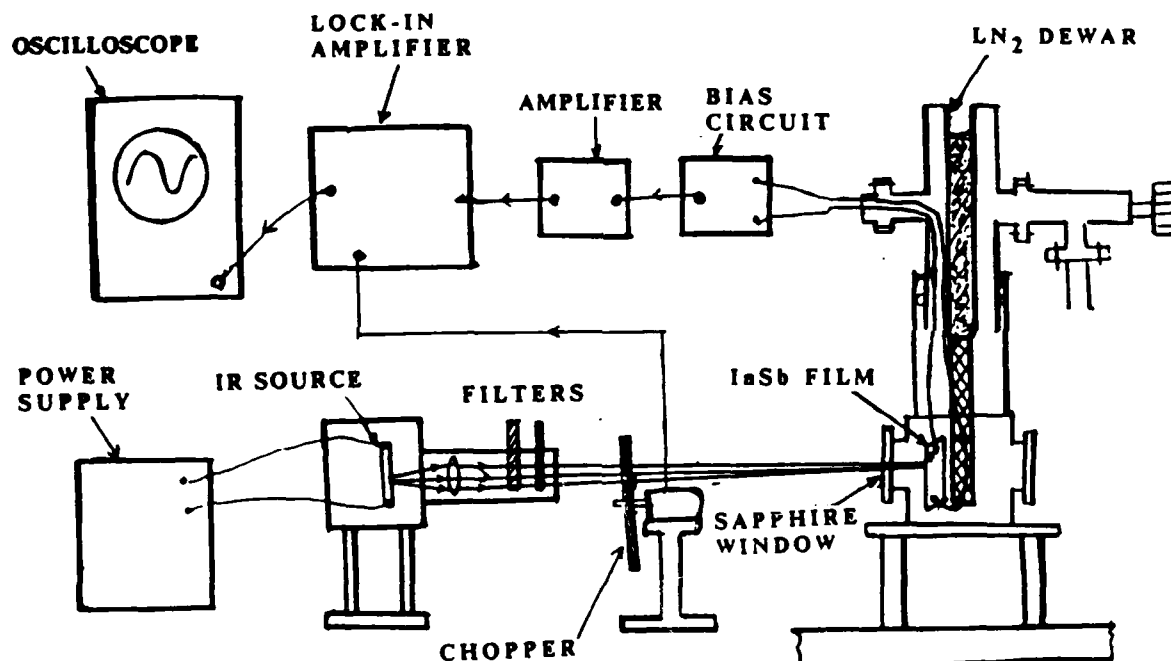 OSCILLOSCOPE
LOCK-IN
AMPLIFIER
AMPLIFIER
BIAS
CIRCUIT
LN₂ DEWAR
POWER
SUPPLY
IR SOURCE
FILTERS
InSb FILM
SAPPHIRE
WINDOW
CHOPPER